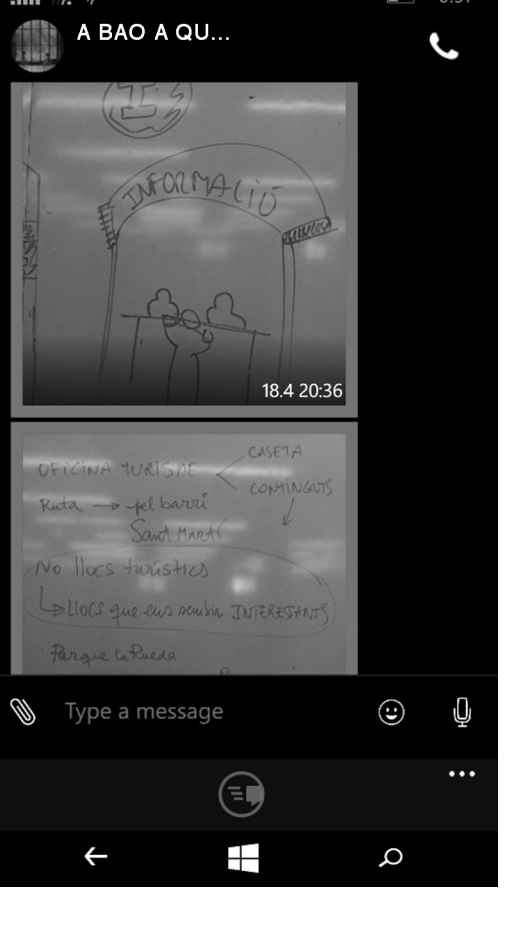 A BAO A QU...
INFORMACIÓ
18.4 20:36
OFICINA TURISME
CASETA
CONTINGUTS
Ruta → pel barri
Sant Martí
No llocs turístics
↳ llocs que ens semblin INTERESSANTS
Parque la Rueda
Type a message